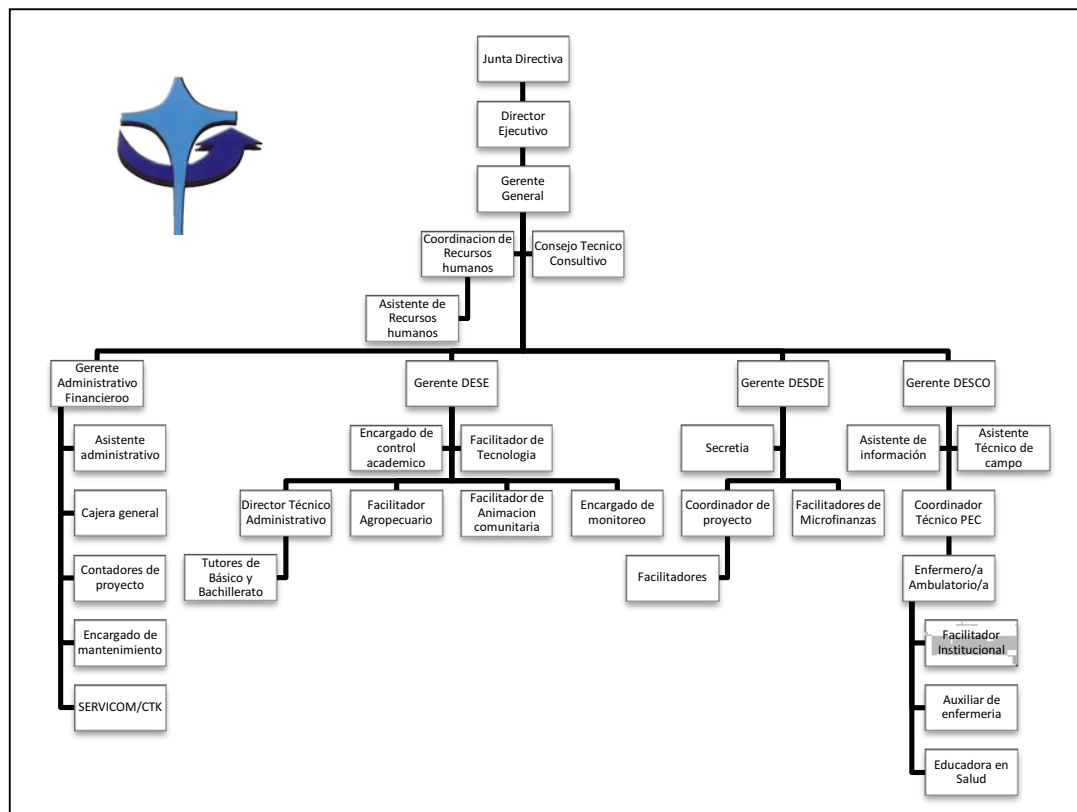 Junta Directiva
Director
Ejecutivo
Gerente
General
Coordinacion de
Recursos
humanos
Consejo Tecnico
Consultivo
Asistente de
Recursos
humanos
Gerente
Administrativo
Financieroo
Gerente DESE
Gerente DESDE
Gerente DESCO
Asistente
administrativo
Encargado de
control
academico
Facilitador de
Tecnologia
Secretia
Asistente de
información
Asistente
Técnico de
campo
Cajera general
Director Técnico
Administrativo
Facilitador
Agropecuario
Facilitador de
Animacion
comunitaria
Encargado de
monitoreo
Coordinador de
proyecto
Facilitadores de
Microfinanzas
Coordinador
Técnico PEC
Contadores de
proyecto
Tutores de
Básico y
Bachillerato
Facilitadores
Enfermero/a
Ambulatorio/a
Encargado de
mantenimiento
Facilitador
Institucional
SERVICOM/CTK
Auxiliar de
enfermeria
Educadora en
Salud